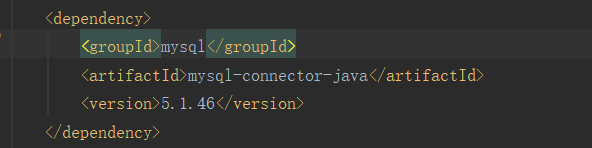 <dependency>
<groupId>mysql</groupId>
<artifactId>mysql-connector-java</artifactId>
<version>5.1.46</version>
</dependency>